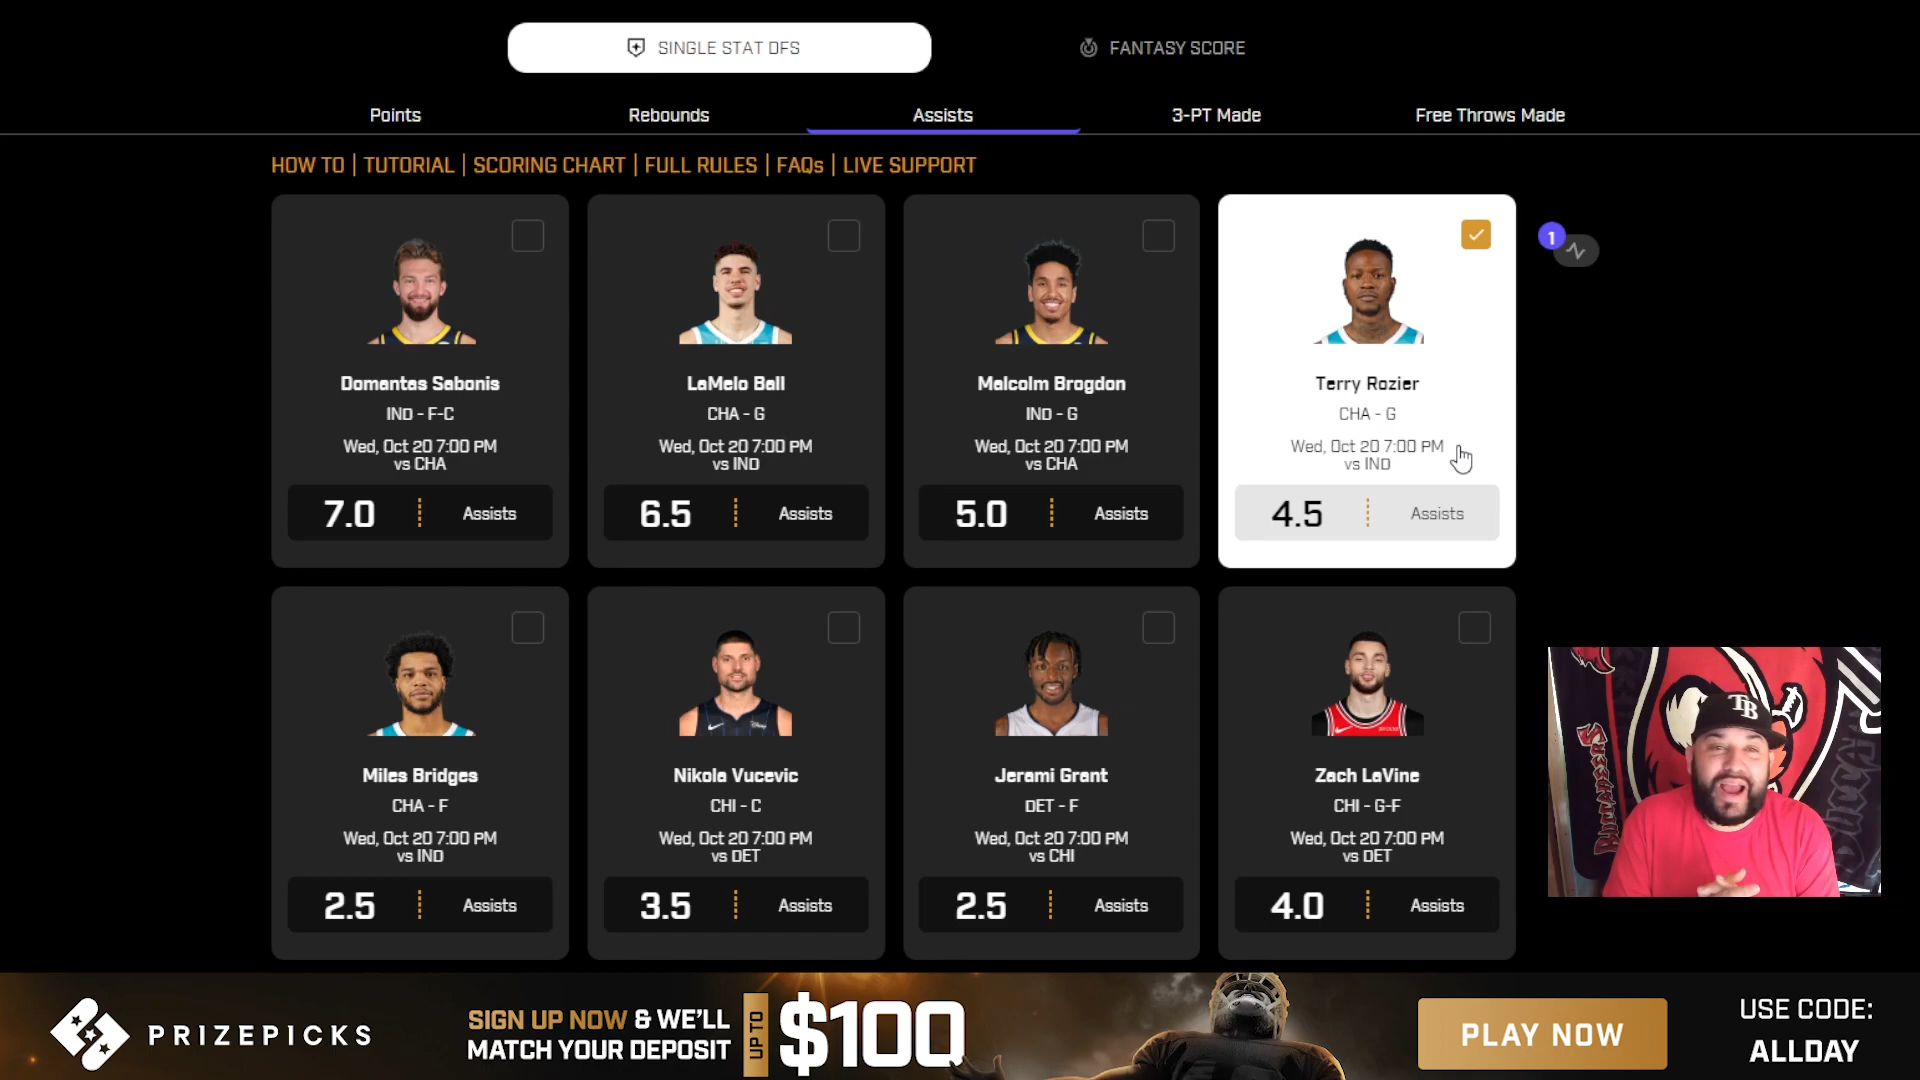 SINGLE STAT DFS
FANTASY SCORE
Points
Rebounds
Assists
3-PT Made
Free Throws Made
HOW TO | TUTORIAL | SCORING CHART | FULL RULES | FAQs | LIVE SUPPORT
Domantas Sabonis
IND - F-C
Wed, Oct 20 7:00 PM
vs CHA
7.0 Assists
LaMelo Ball
CHA - G
Wed, Oct 20 7:00 PM
vs IND
6.5 Assists
Malcolm Brogdon
IND - G
Wed, Oct 20 7:00 PM
vs CHA
5.0 Assists
Terry Rozier
CHA - G
Wed, Oct 20 7:00 PM
vs IND
4.5 Assists
1
Miles Bridges
CHA - F
Wed, Oct 20 7:00 PM
vs IND
2.5 Assists
Nikola Vucevic
CHI - C
Wed, Oct 20 7:00 PM
vs DET
3.5 Assists
Jerami Grant
DET - F
Wed, Oct 20 7:00 PM
vs CHI
2.5 Assists
Zach LaVine
CHI - G-F
Wed, Oct 20 7:00 PM
vs DET
4.0 Assists
TB
BUCCANEERS
PRIZEPICKS
SIGN UP NOW & WE'LL
MATCH YOUR DEPOSIT
UP TO
$100
PLAY NOW
USE CODE:
ALLDAY